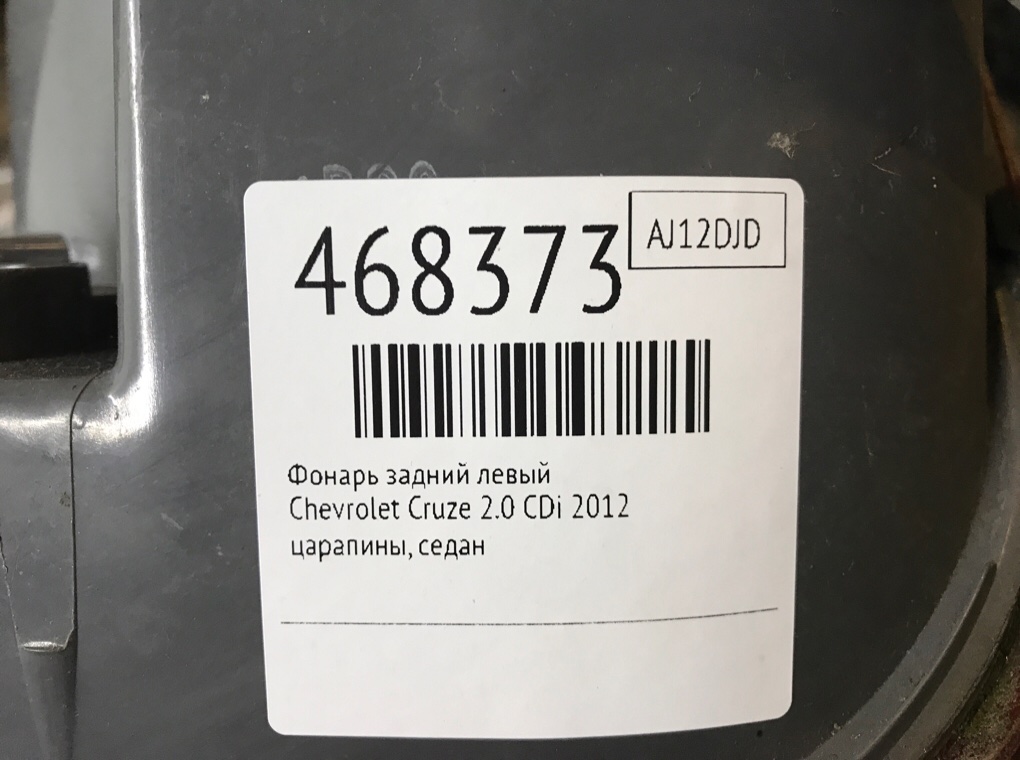 468373
AJ12DJD
Фонарь задний левый
Chevrolet Cruze 2.0 CDi 2012
царапины, седан